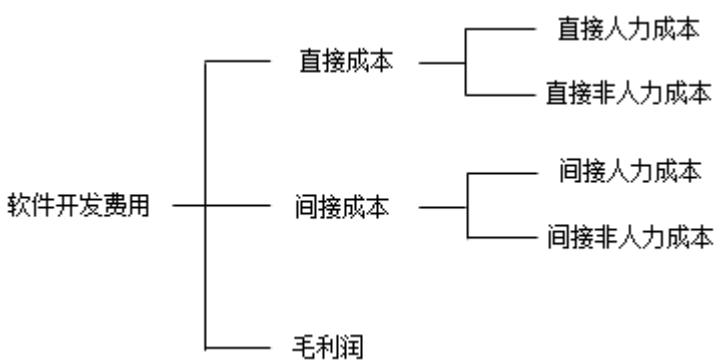 软件开发费用
直接成本
直接人力成本
直接非人力成本
间接成本
间接人力成本
间接非人力成本
毛利润